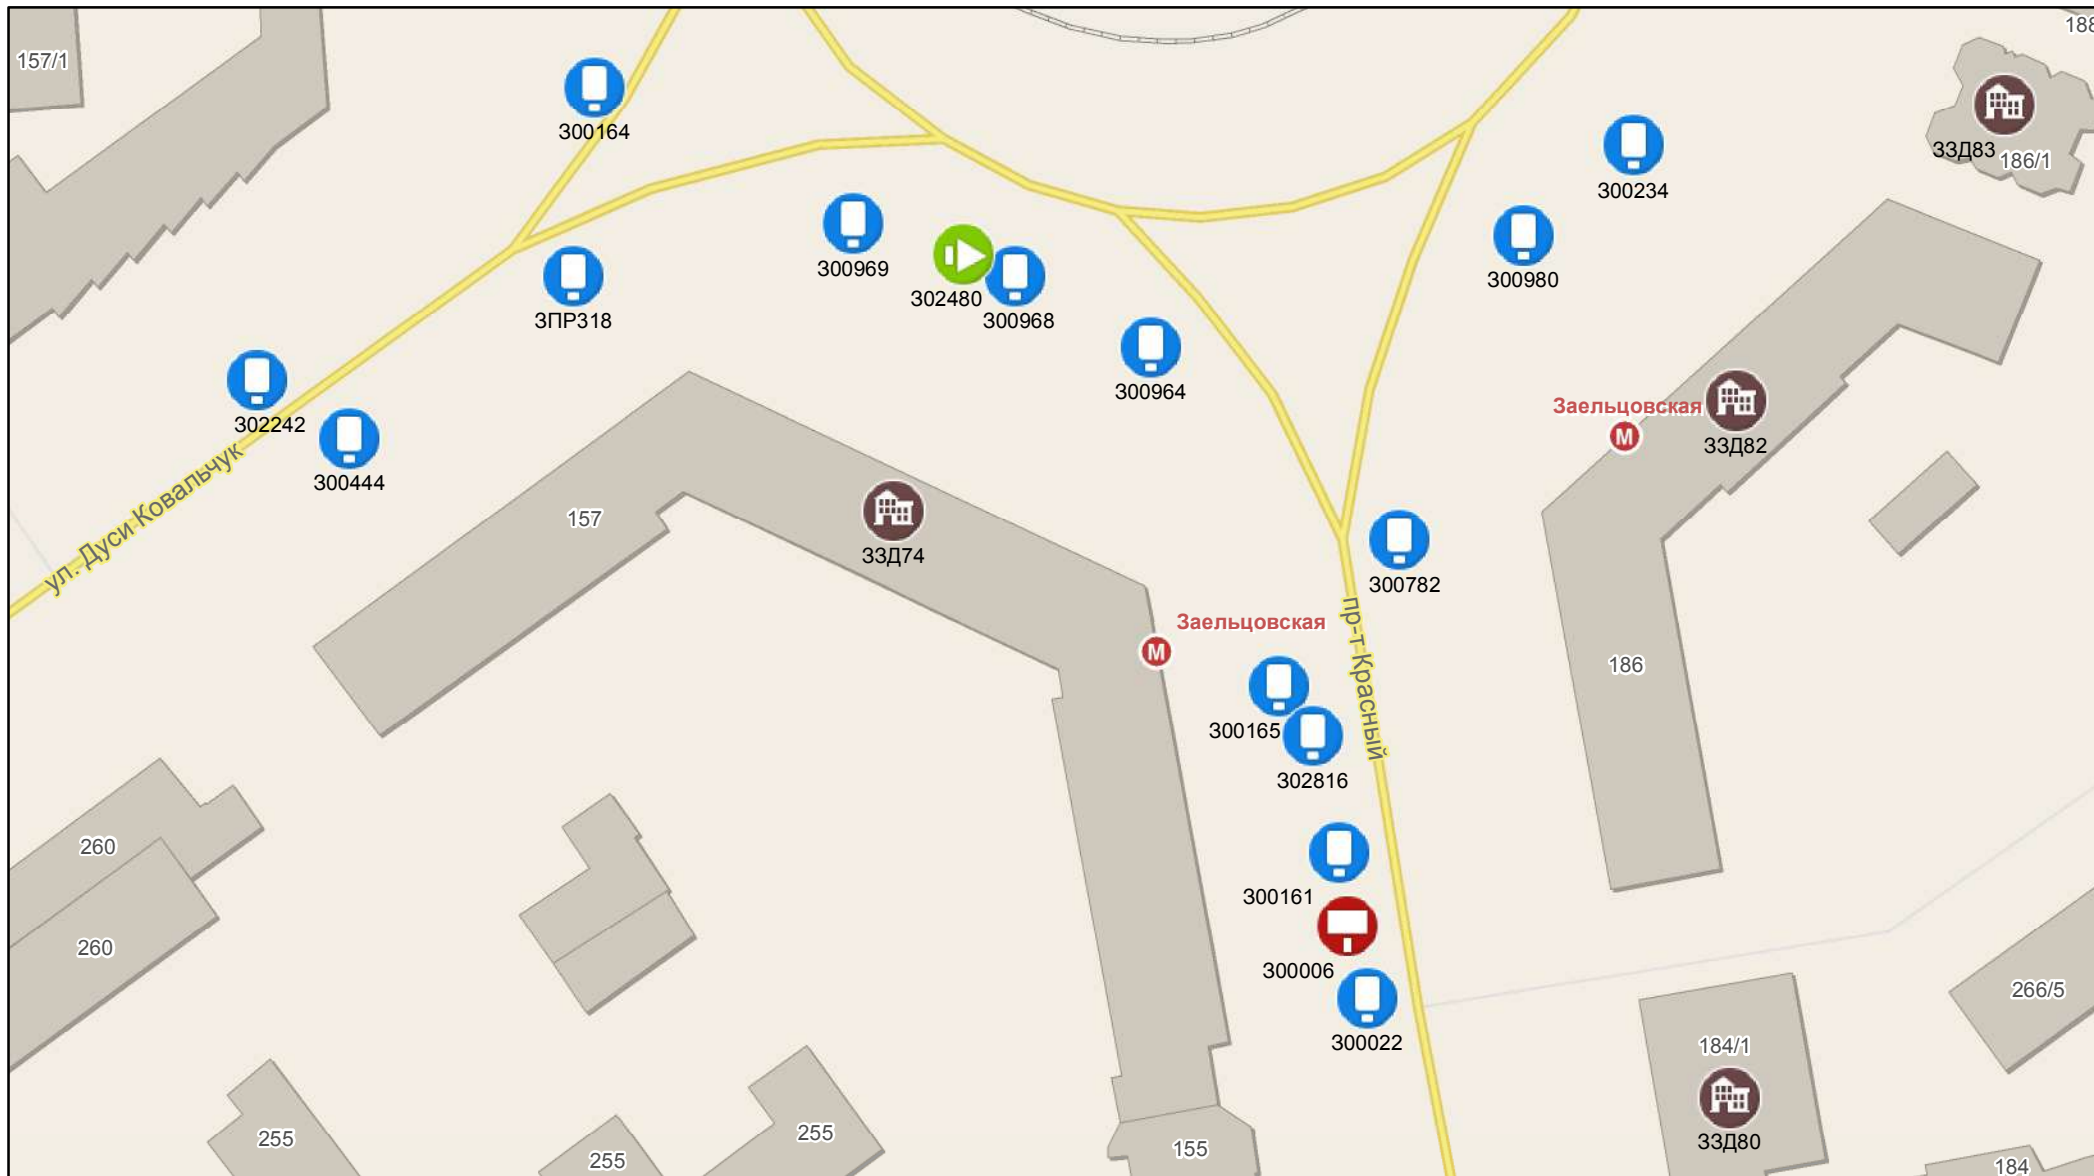 188
157/1
300164
33Д83
186/1
300234
300969
300980
302480
300968
ЗПР318
300964
Заельцовская
М
33Д82
302242
300444
ул. Дуси Ковальчук
157
33Д74
300782
Заельцовская
М
пр-т Красный
186
300165
302816
260
300161
260
300006
266/5
300022
184/1
255
255
255
155
33Д80
184